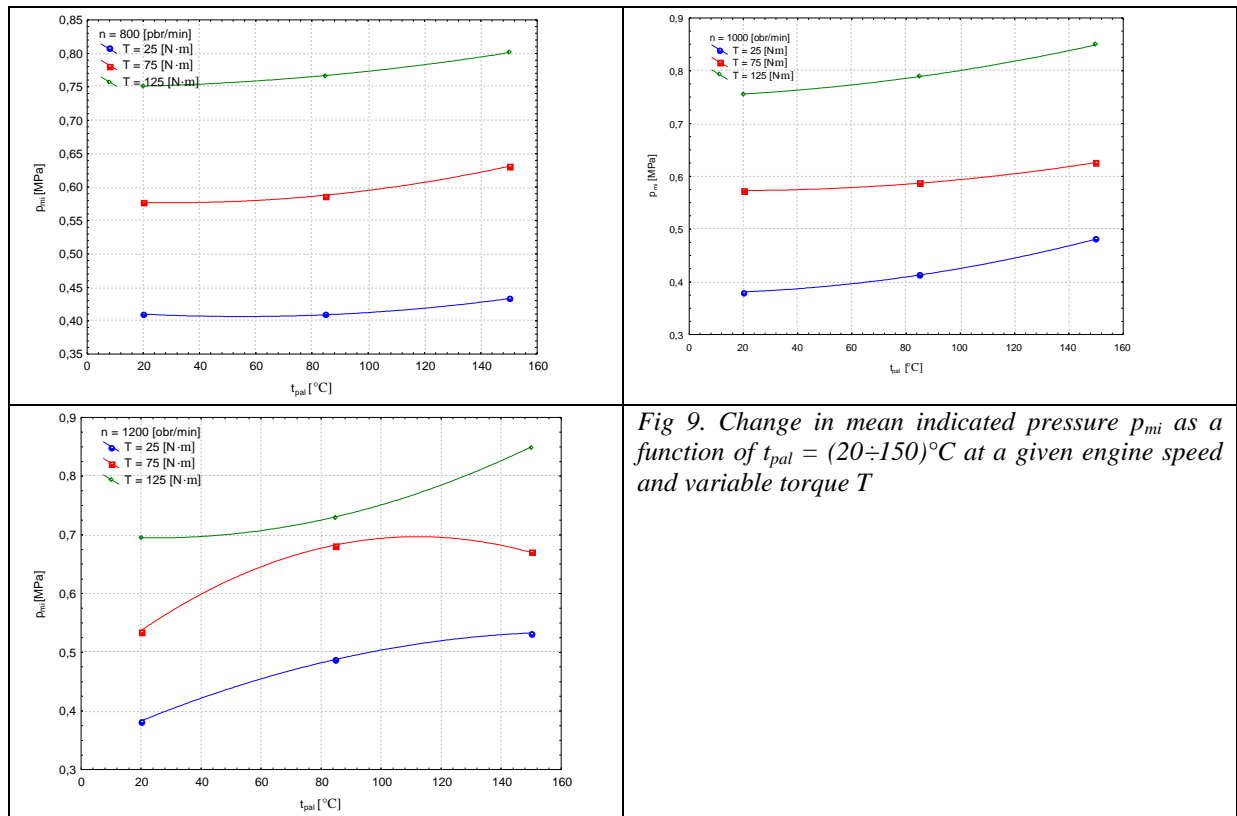 n = 800 [pbr/min]
T = 25 [N·m]
T = 75 [N·m]
T = 125 [N·m]
0,85
0,80
0,75
0,70
0,65
0,60
0,55
0,50
0,45
0,40
0,35
pmi [MPa]
0 20 40 60 80 100 120 140 160
tpal [°C]
n = 1000 [obr/min]
T = 25 [N·m]
T = 75 [N·m]
T = 125 [N·m]
0,9
0,8
0,7
0,6
0,5
0,4
0,3
pmi [MPa]
0 20 40 60 80 100 120 140 160
tpal [°C]
n = 1200 [obr/min]
T = 25 [N·m]
T = 75 [N·m]
T = 125 [N·m]
0,9
0,8
0,7
0,6
0,5
0,4
0,3
pmi [MPa]
0 20 40 60 80 100 120 140 160
tpal [°C]
Fig 9. Change in mean indicated pressure pmi as a
function of tpal = (20÷150)°C at a given engine speed
and variable torque T